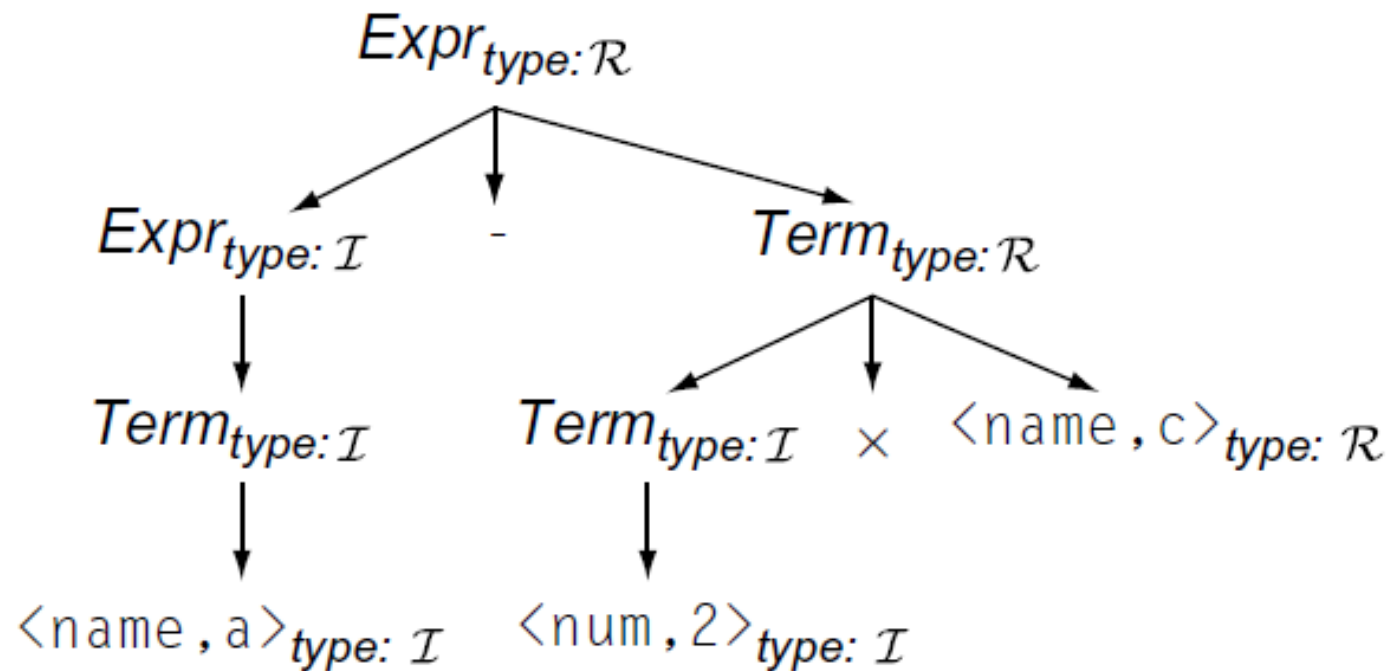 Expr type: ℛ
Expr type: ℐ - Term type: ℛ
Term type: ℐ Term type: ℐ × <name,c> type: ℛ
<name,a> type: ℐ <num,2> type: ℐ